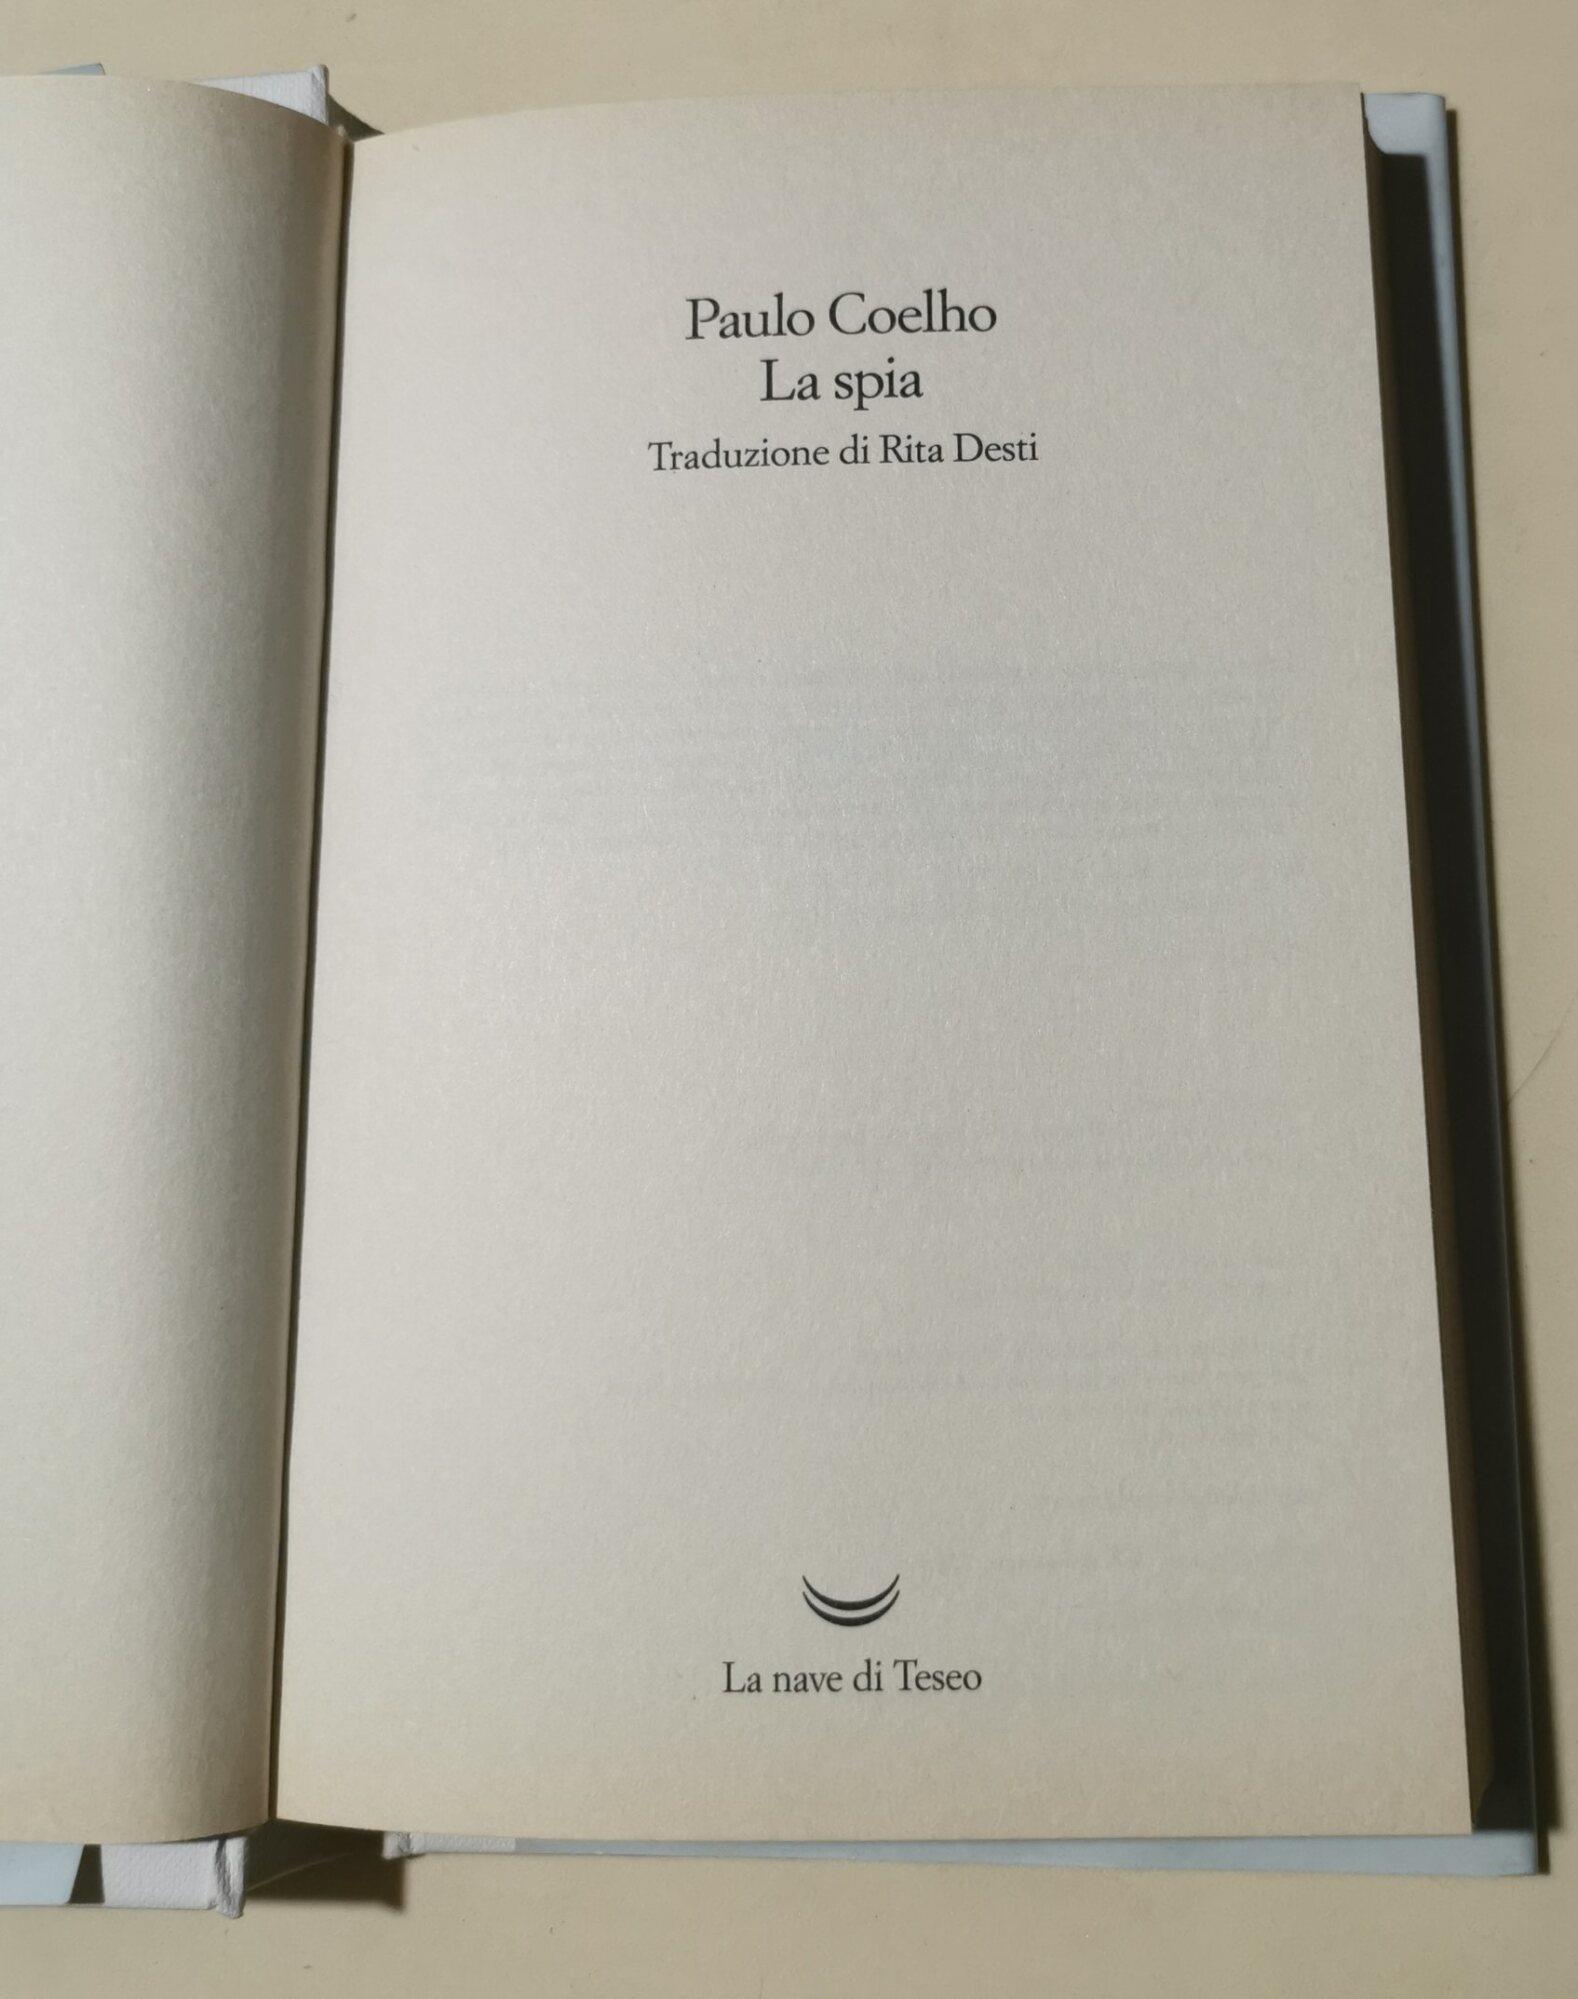 Paulo Coelho
La spia
Traduzione di Rita Desti
La nave di Teseo